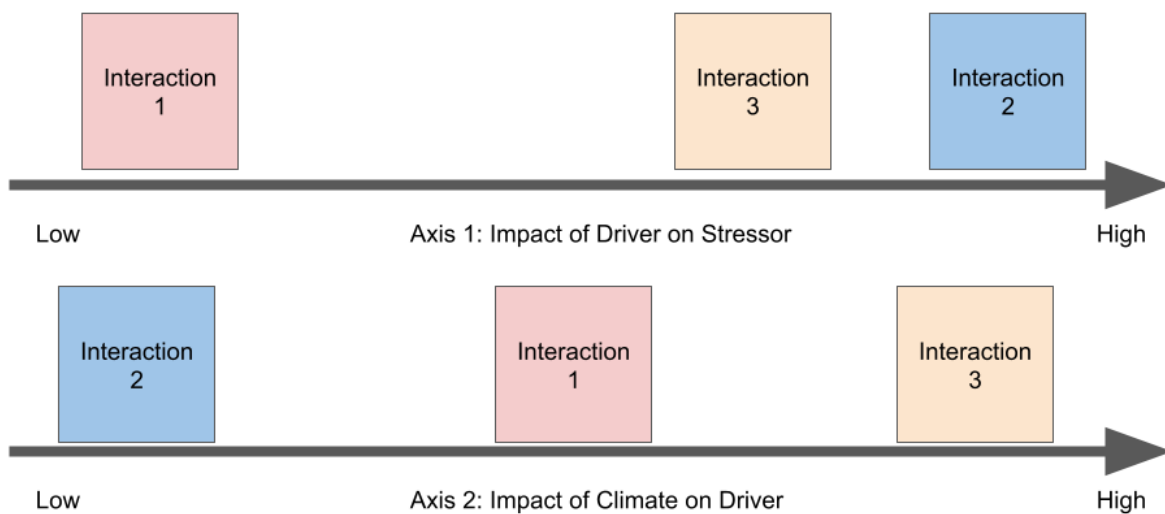 Interaction
1
Interaction
3
Interaction
2
Low
Axis 1: Impact of Driver on Stressor
High
Interaction
2
Interaction
1
Interaction
3
Low
Axis 2: Impact of Climate on Driver
High